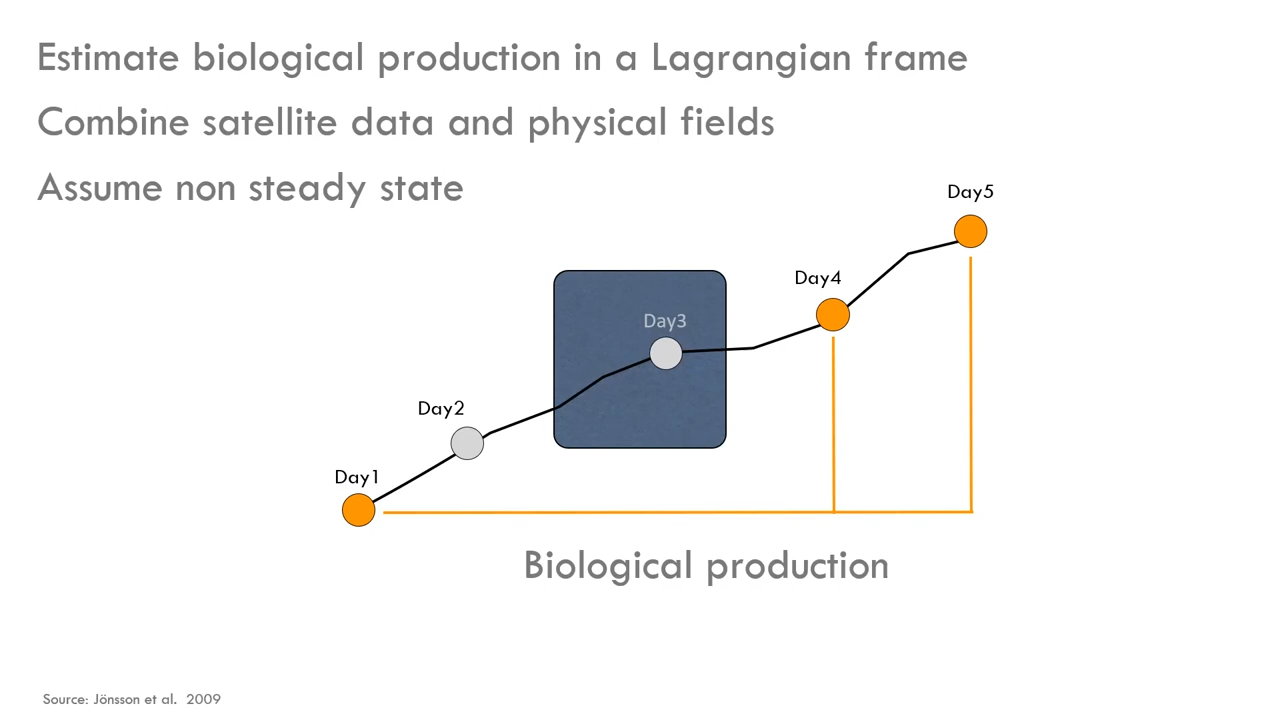 Estimate biological production in a Lagrangian frame
Combine satellite data and physical fields
Assume non steady state
Day5
Day4
Day3
Day2
Day1
Biological production
Source: Jönsson et al. 2009